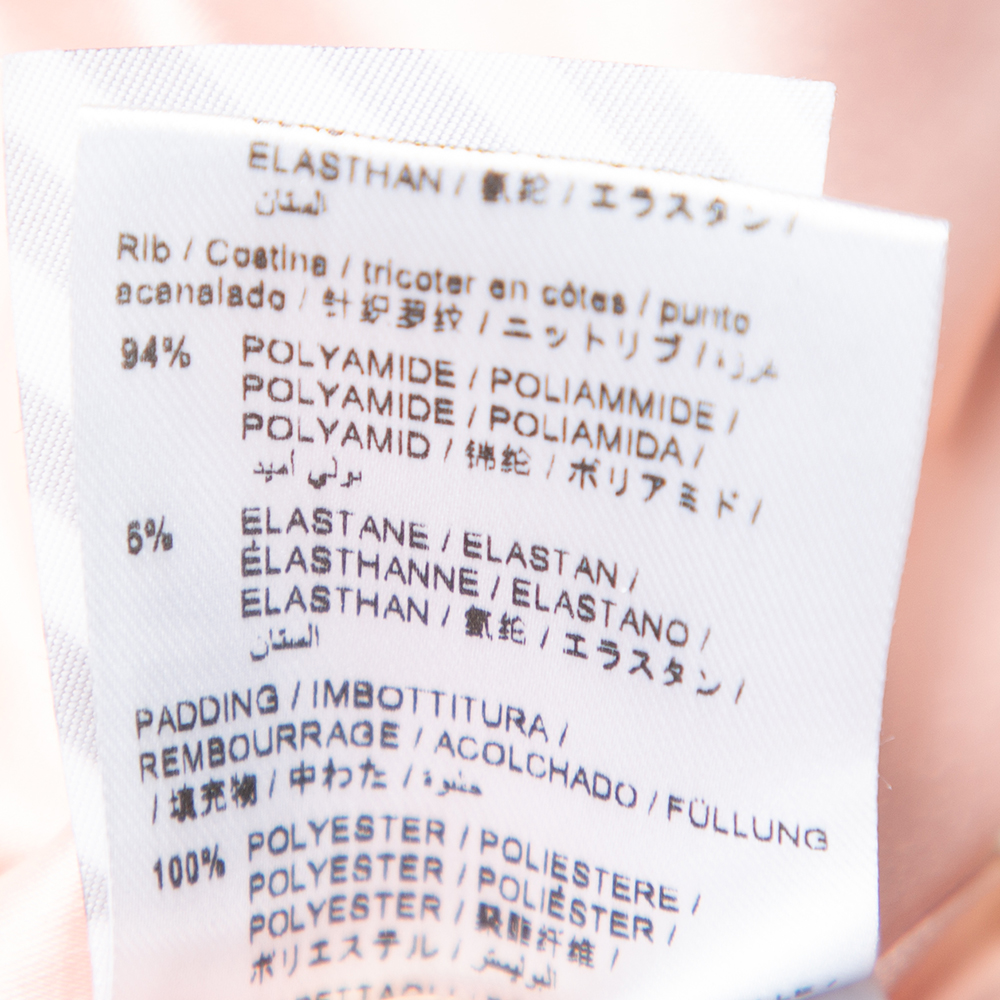 ELASTHAN / 氨纶 / エラスタン /
الستان
Rib / Costina / tricoter en côtes / punto
acanalado / 针织罗纹 / ニットリブ /
94% POLYAMIDE / POLIAMMIDE /
POLYAMIDE / POLIAMIDA /
POLYAMID / 锦纶 / ポリアミド /
بولي أميد
6% ELASTANE / ELASTAN /
ÉLASTHANNE / ELASTANO /
ELASTHAN / 氨纶 / エラスタン /
الستان
PADDING / IMBOTTITURA /
REMBOURRAGE / ACOLCHADO / FÜLLUNG
/ 填充物 / 中わた / حشوة
100% POLYESTER / POLIESTERE /
POLYESTER / POLIÉSTER /
POLYESTER / 聚酯纤维 /
ポリエステル / البوليستر